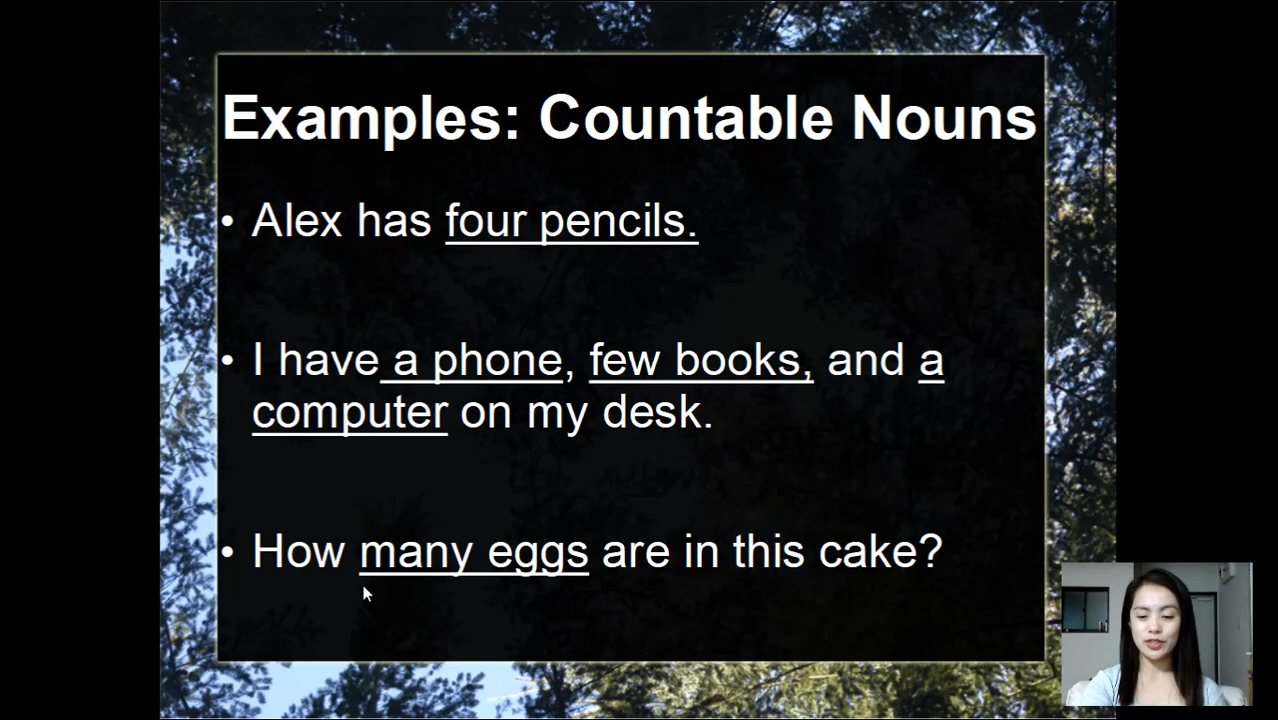 Examples: Countable Nouns
• Alex has four pencils.
• I have a phone, few books, and a
computer on my desk.
• How many eggs are in this cake?